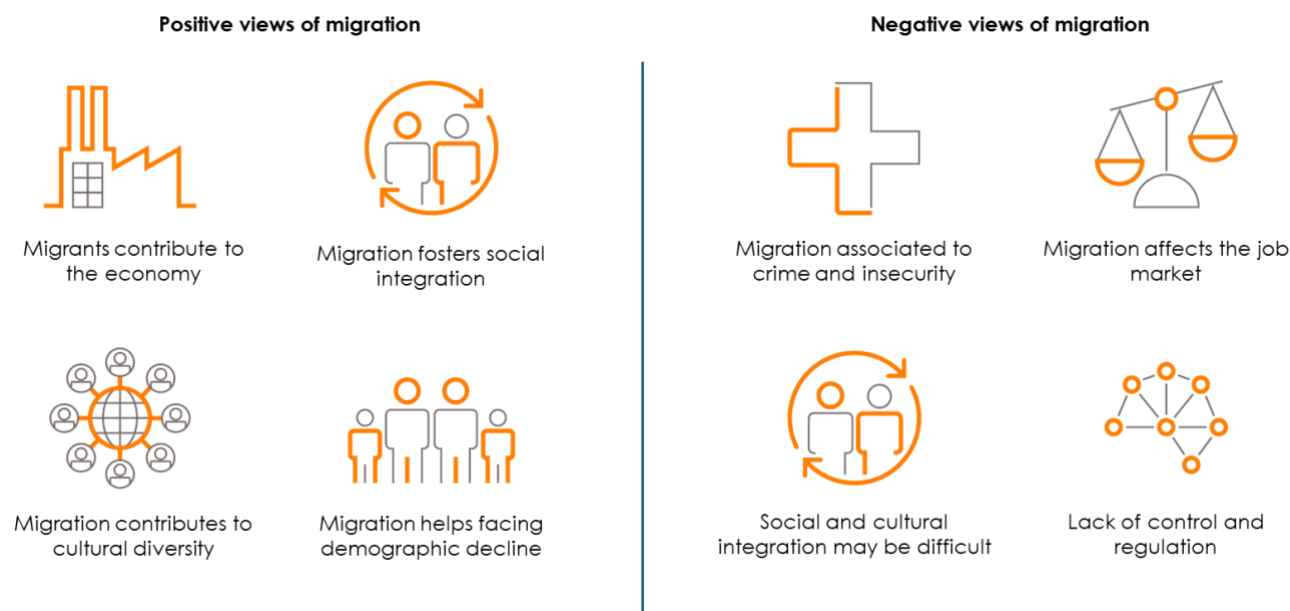 Positive views of migration
Negative views of migration
Migrants contribute to
the economy
Migration fosters social
integration
Migration associated to
crime and insecurity
Migration affects the job
market
Migration contributes to
cultural diversity
Migration helps facing
demographic decline
Social and cultural
integration may be difficult
Lack of control and
regulation